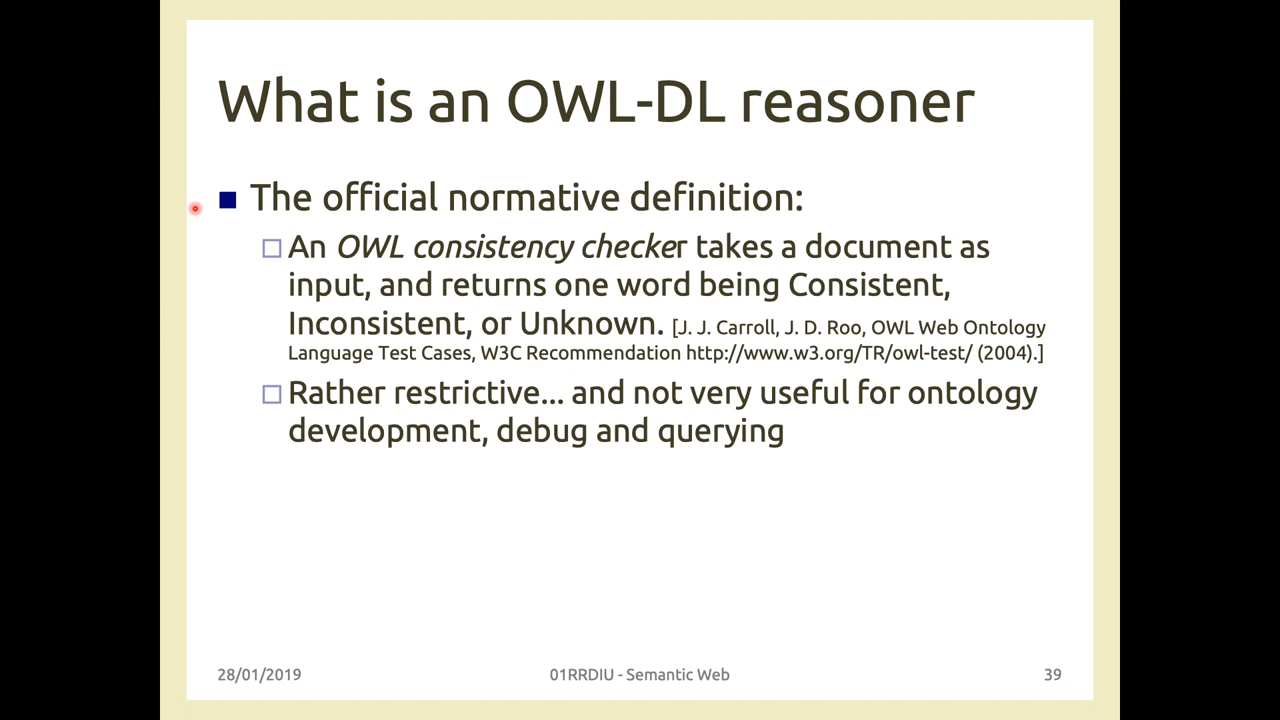 What is an OWL-DL reasoner
The official normative definition:
An OWL consistency checker takes a document as
input, and returns one word being Consistent,
Inconsistent, or Unknown. [J. J. Carroll, J. D. Roo, OWL Web Ontology
Language Test Cases, W3C Recommendation http://www.w3.org/TR/owl-test/ (2004).]
Rather restrictive... and not very useful for ontology
development, debug and querying
28/01/2019
01RRDIU - Semantic Web
39